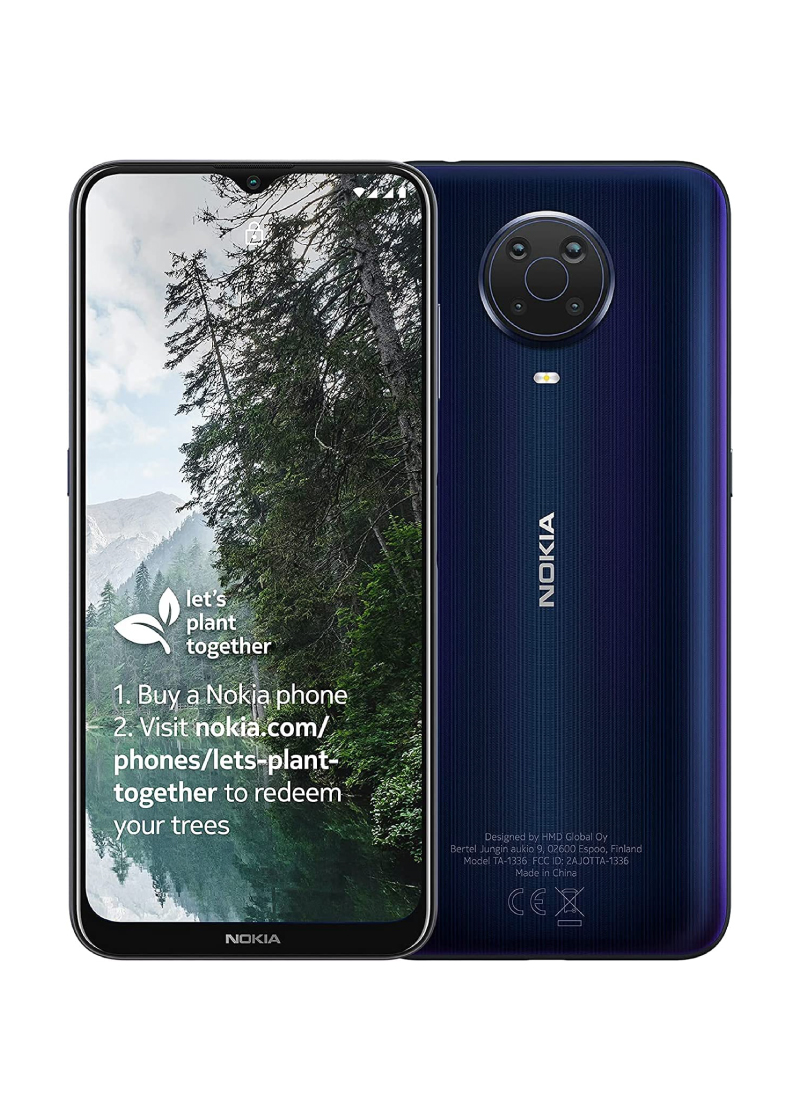 let's
plant
together
1. Buy a Nokia phone
2. Visit nokia.com/
phones/lets-plant-
together to redeem
your trees
NOKIA
NOKIA
Designed by HMD Global Oy
Bertel Jungin aukio 9, 02600 Espoo, Finland
Model TA-1336 FCC ID: 2AJOTTA-1336
Made in China
CE